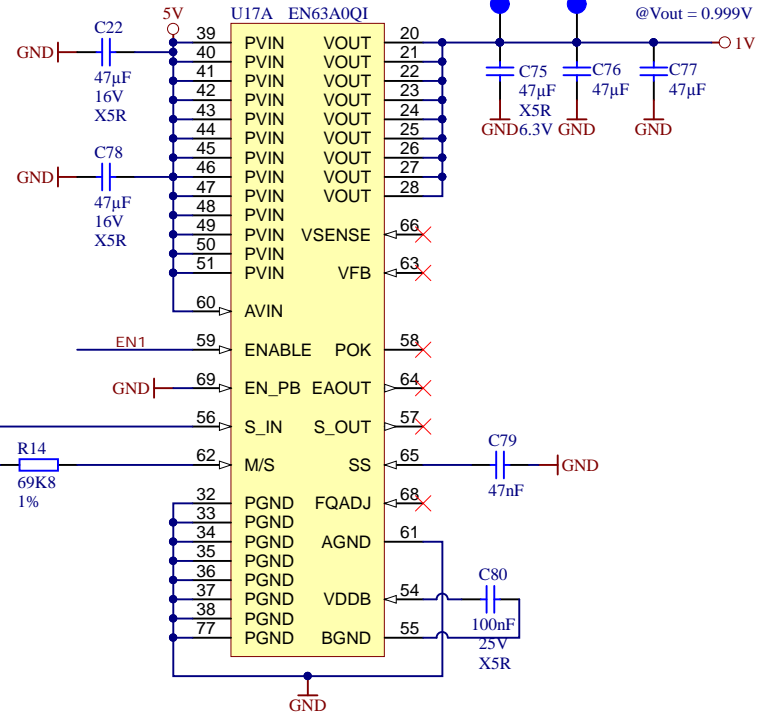 5V
U17A EN63A0QI
@Vout = 0.999V
C22
GND
47µF
16V
X5R
C78
GND
47µF
16V
X5R
39 PVIN VOUT 20
40 PVIN VOUT 21
41 PVIN VOUT 22
42 PVIN VOUT 23
43 PVIN VOUT 24
44 PVIN VOUT 25
45 PVIN VOUT 26
46 PVIN VOUT 27
47 PVIN VOUT 28
48 PVIN
49 PVIN VSENSE 66
50 PVIN
51 PVIN VFB 63
60 AVIN
EN1 59 ENABLE POK 58
GND 69 EN_PB EAOUT 64
56 S_IN S_OUT 57
R14
69K8
1%
62 M/S SS 65
32 PGND FQADJ 68
33 PGND
34 PGND AGND 61
35 PGND
36 PGND
37 PGND VDDB 54
38 PGND
77 PGND BGND 55
GND
1V
C75
47µF
X5R
6.3V
GND
C76
47µF
GND
C77
47µF
GND
C79
47nF
GND
C80
100nF
25V
X5R